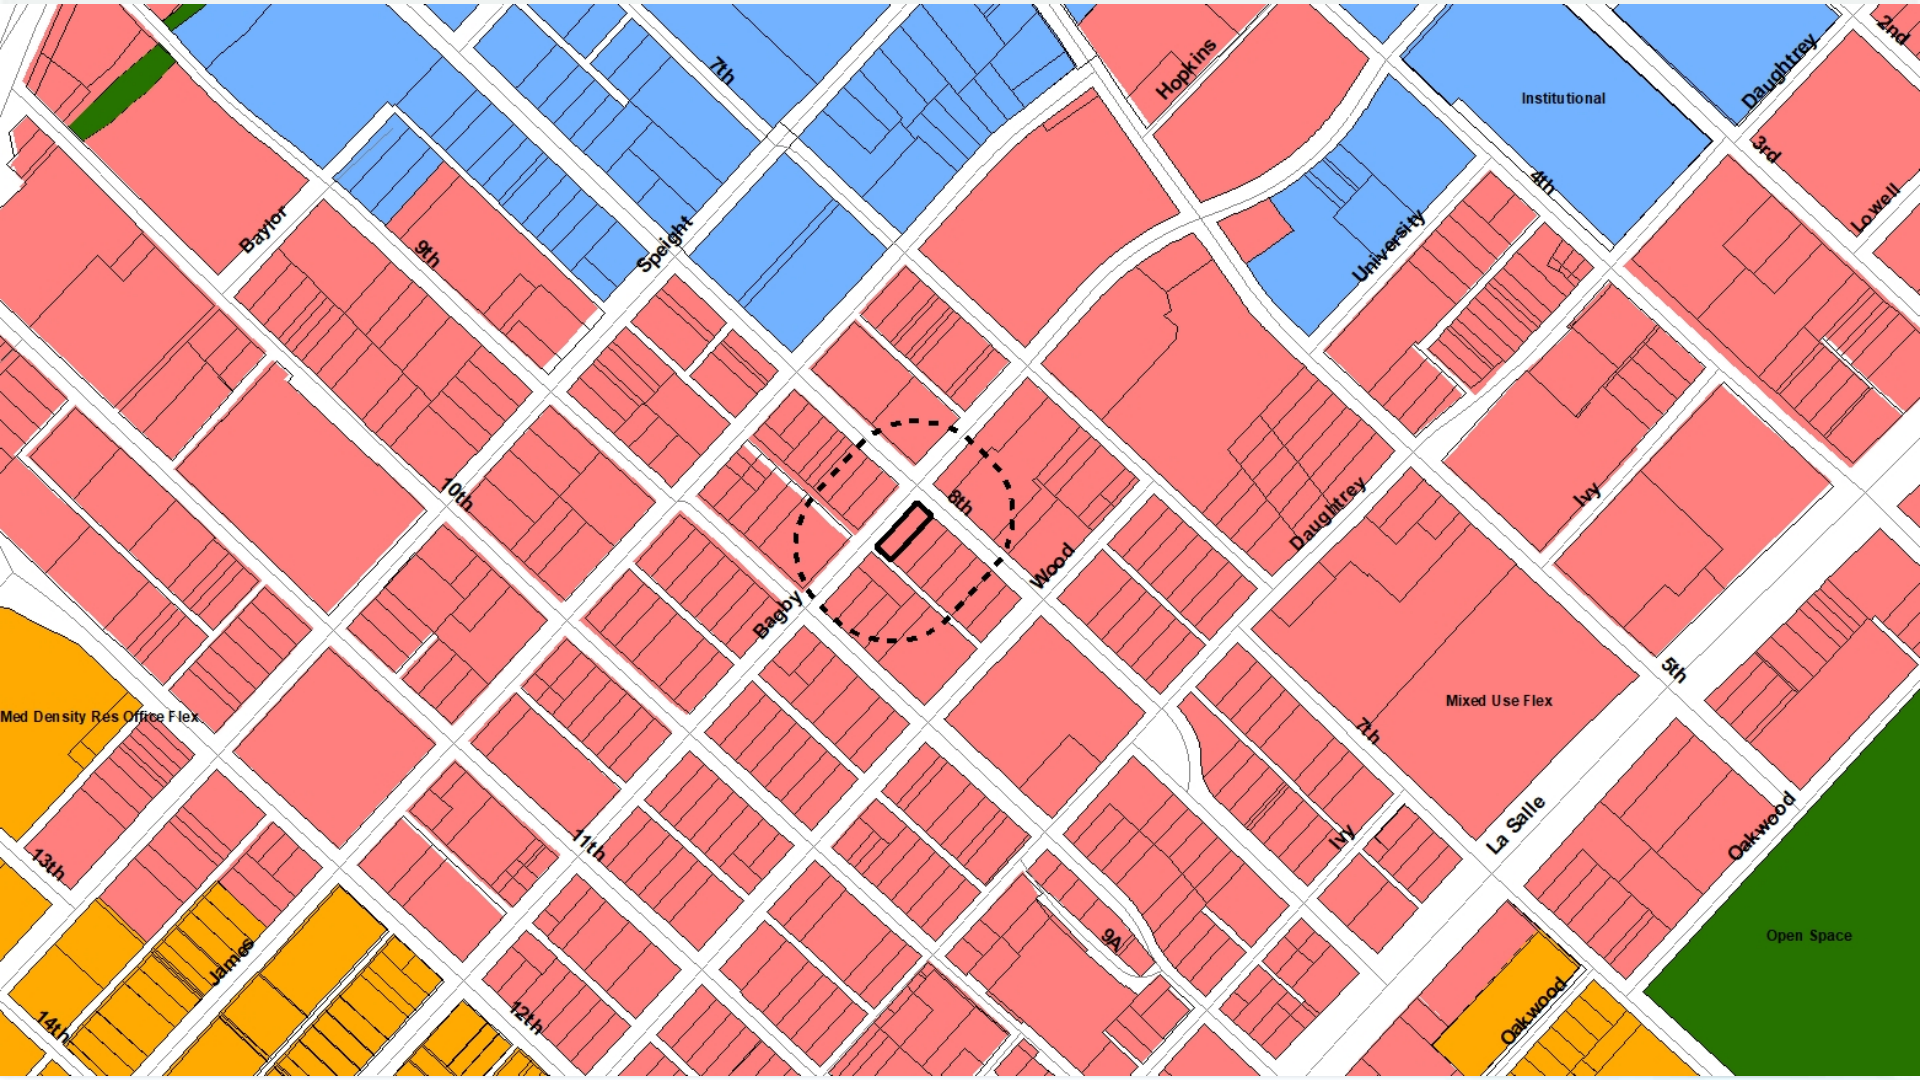 2nd
Hopkins
7th
Daughtrey
Institutional
3rd
4th
Lowell
Baylor
9th
Speight
University
10th
8th
Ivy
Daughtrey
Wood
Bagby
5th
Mixed Use Flex
Med Density Res Office Flex
7th
La Salle
Oakwood
Ivy
11th
13th
9A
Open Space
James
Oakwood
12th
14th